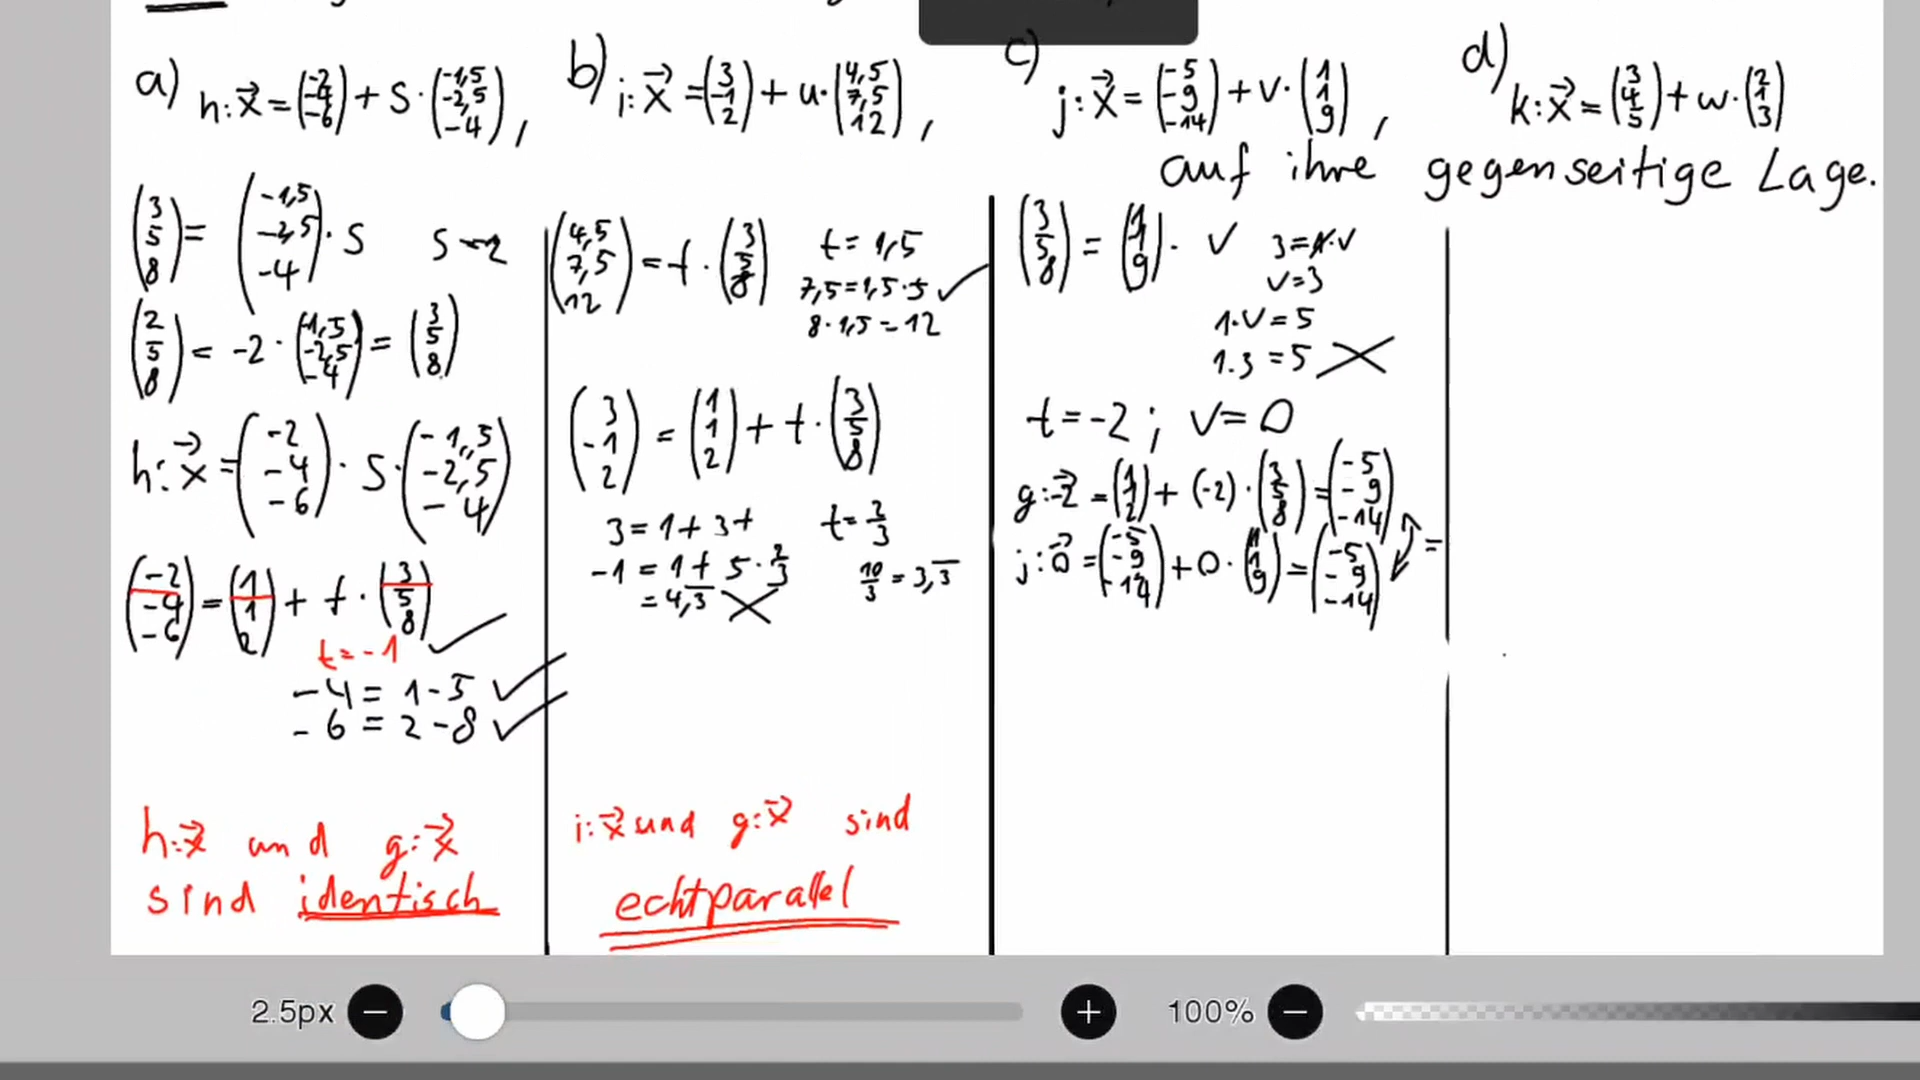 a) h: x⃗ = (-2 -4 -6) + s · (-1,5 -2,5 -4),
b) i: x⃗ = (3 -1 2) + u · (4,5 7,5 12),
c) j: x⃗ = (-5 -9 -14) + v · (1 1 9),
d) k: x⃗ = (3 4 5) + w · (2 1 3)
auf ihre gegenseitige Lage.
(3 5 8) = (-1,5 -2,5 -4) · s
(2 5 8) = -2 · (-1,5 -2,5 -4) = (3 5 8)
h: x⃗ = (-2 -4 -6) · s · (-1,5 -2,5 -4)
(-2 -4 -6) = (1 1 2) + t · (3 5 8)
t = -1 ✓
-4 = 1 - 5 ✓
-6 = 2 - 8 ✓
h: x⃗ und g: x⃗
sind identisch
(4,5 7,5 12) = t · (3 5 8)
t = 1,5
7,5 = 1,5 · 5 ✓
8 · 1,5 = 12
(3 -1 2) = (1 1 2) + t · (3 5 8)
3 = 1 + 3t
t = 2/3
-1 = 1 + 5 · 2/3
10/3 = 3,3̅
= 4,3̅
i: x⃗ und g: x⃗ sind
echt parallel
(3 5 8) = (1 1 9) · v
3 = 1 · v
v = 3
1 · v = 5
1 · 3 = 5
t = -2 ; v = 0
g: -2⃗ = (1 1 2) + (-2) · (3 5 8) = (-5 -9 -14)
j: 0⃗ = (-5 -9 -14) + 0 · (1 1 9) = (-5 -9 -14)
=
2.5px
100%